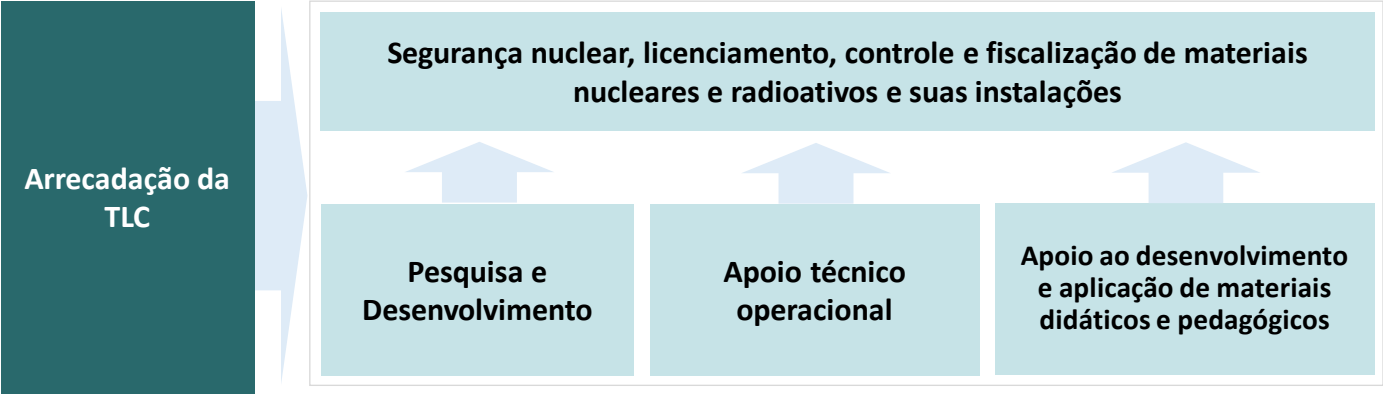 Arrecadação da
TLC
Segurança nuclear, licenciamento, controle e fiscalização de materiais
nucleares e radioativos e suas instalações
Pesquisa e
Desenvolvimento
Apoio técnico
operacional
Apoio ao desenvolvimento
e aplicação de materiais
didáticos e pedagógicos